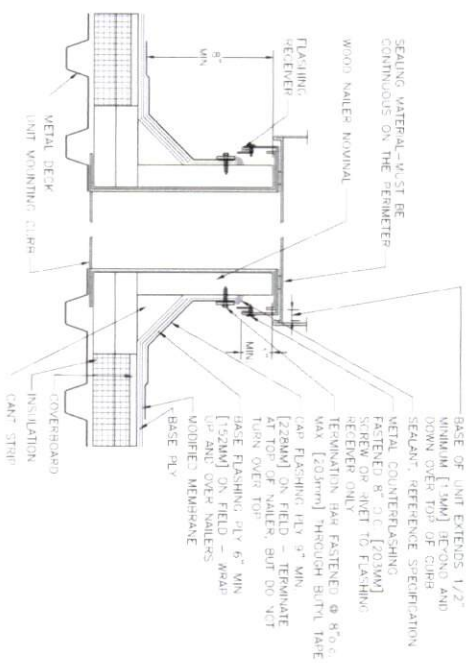 SEALING MATERIAL-MUST BE
CONTINUOUS ON THE PERIMETER
WOOD NAILER NOMINAL
FLASHING
RECEIVER
8"
MIN
METAL DECK
UNIT MOUNTING CURB
BASE OF UNIT EXTENDS 1/2"
MINIMUM [13MM] BEYOND AND
DOWN OVER TOP OF CURB
SEALANT, REFERENCE SPECIFICATION
METAL COUNTERFLASHING
FASTENED 8" O.C. [203MM]
SCREW OR RIVET TO FLASHING
RECEIVER ONLY
TERMINATION BAR FASTENED @ 8"o.c.
MAX. [203mm] THROUGH BUTYL TAPE
CAP FLASHING PLY 9" MIN
[228MM] ON FIELD - TERMINATE
AT TOP OF NAILER, BUT DO NOT
TURN OVER TOP
BASE FLASHING PLY 6" MIN
[152MM] ON FIELD - WRAP
UP AND OVER NAILERS
MODIFIED MEMBRANE
BASE PLY
COVERBOARD
INSULATION
CANT STRIP
MIN